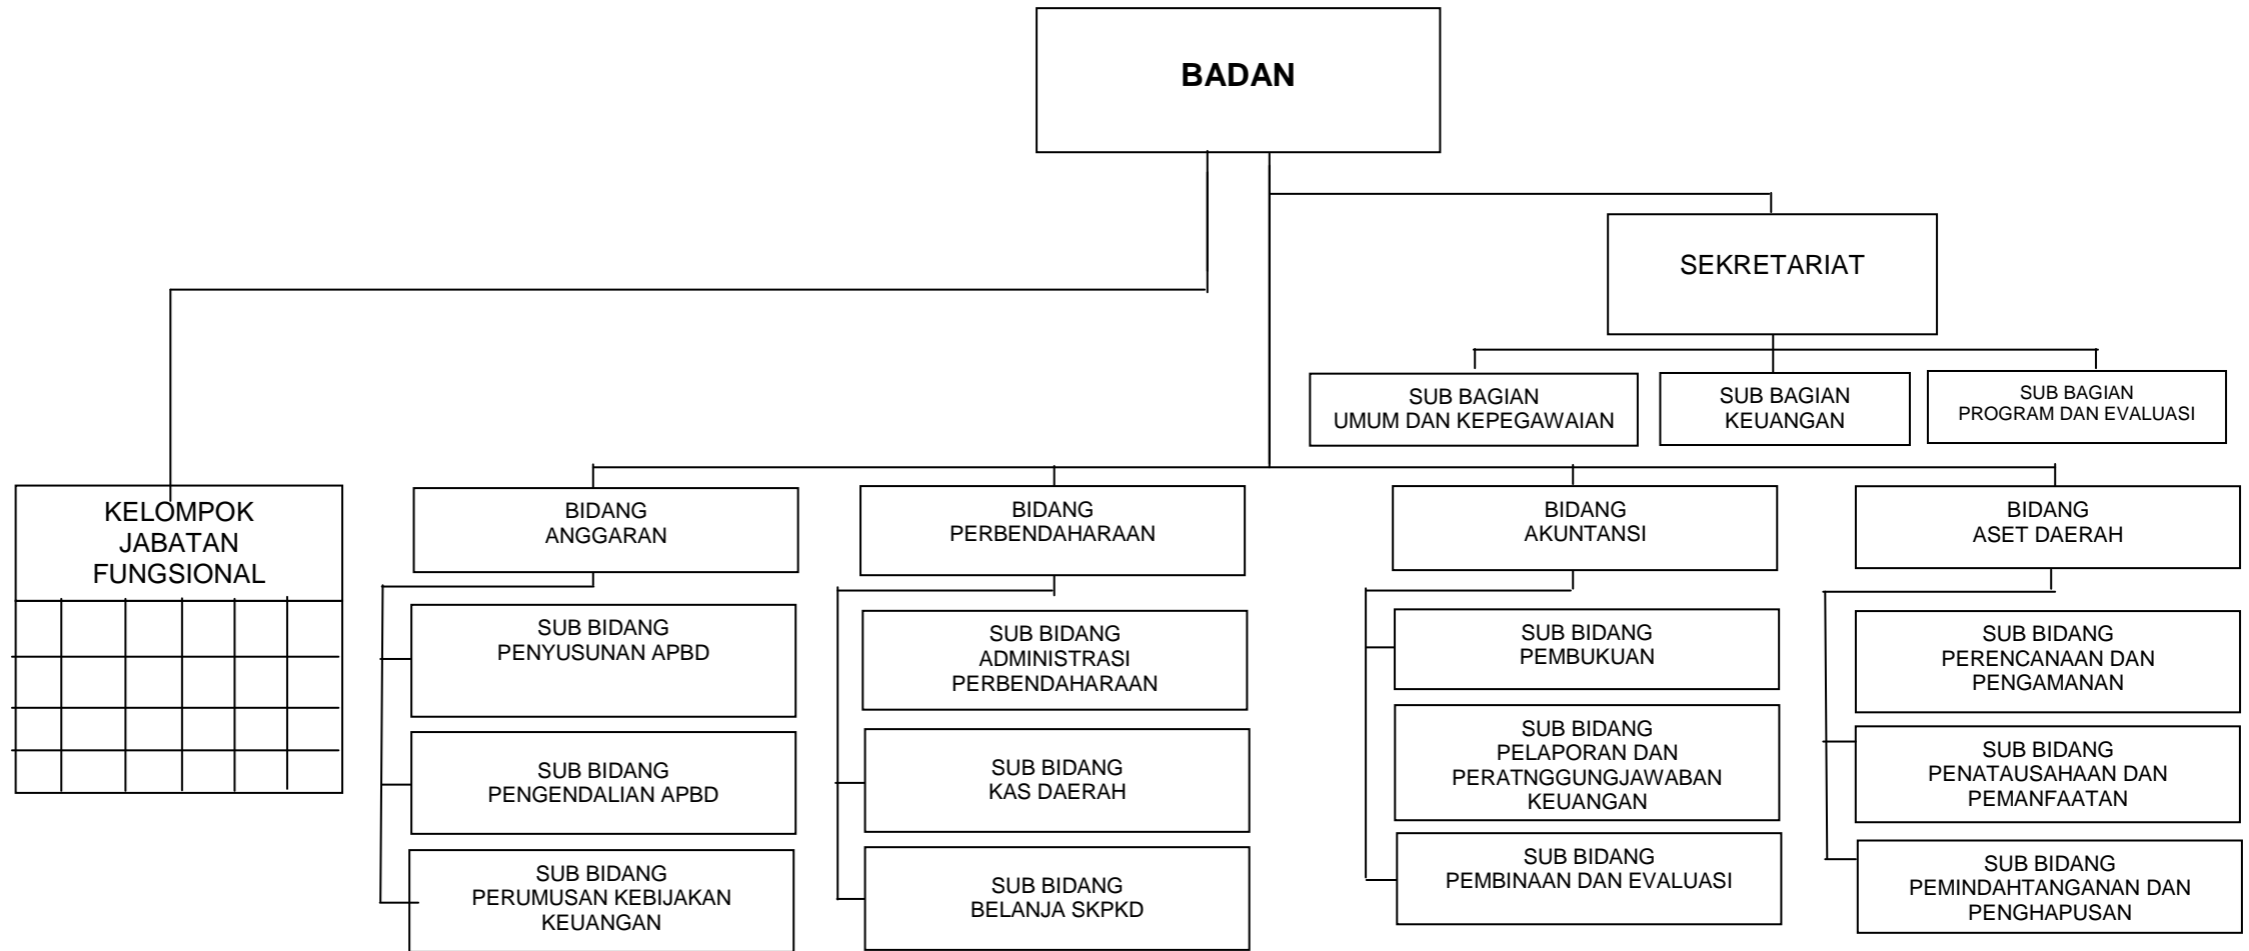 BADAN
SEKRETARIAT
SUB BAGIAN
UMUM DAN KEPEGAWAIAN
SUB BAGIAN
KEUANGAN
SUB BAGIAN
PROGRAM DAN EVALUASI
KELOMPOK
JABATAN
FUNGSIONAL
BIDANG
ANGGARAN
BIDANG
PERBENDAHARAAN
BIDANG
AKUNTANSI
BIDANG
ASET DAERAH
SUB BIDANG
PENYUSUNAN APBD
SUB BIDANG
ADMINISTRASI
PERBENDAHARAAN
SUB BIDANG
PEMBUKUAN
SUB BIDANG
PERENCANAAN DAN
PENGAMANAN
SUB BIDANG
PENGENDALIAN APBD
SUB BIDANG
KAS DAERAH
SUB BIDANG
PELAPORAN DAN
PERATNGGUNGJAWABAN
KEUANGAN
SUB BIDANG
PENATAUSAHAAN DAN
PEMANFAATAN
SUB BIDANG
PERUMUSAN KEBIJAKAN
KEUANGAN
SUB BIDANG
BELANJA SKPKD
SUB BIDANG
PEMBINAAN DAN EVALUASI
SUB BIDANG
PEMINDAHTANGANAN DAN
PENGHAPUSAN